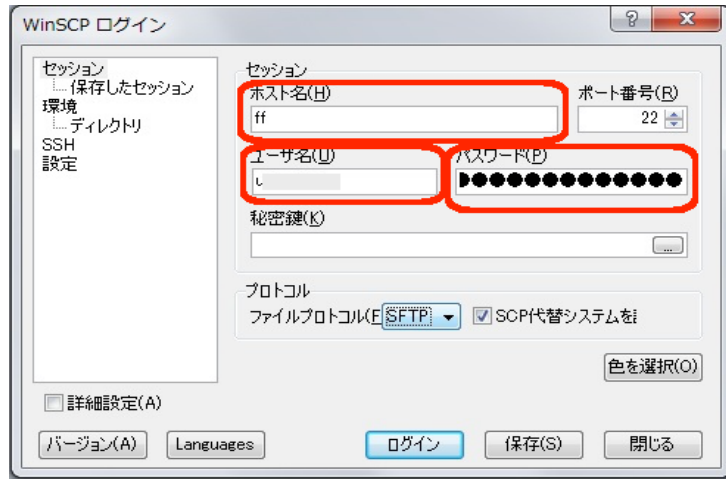 WinSCP ログイン
セッション
保存したセッション
環境
ディレクトリ
SSH
設定
セッション
ホスト名(H)
ポート番号(R)
ff
22
ユーザ名(U)
パスワード(P)
●●●●●●●●●●●●●
秘密鍵(K)
...
プロトコル
ファイルプロトコル(F
SFTP
SCP代替システムを
色を選択(O)
詳細設定(A)
バージョン(A)
Languages
ログイン
保存(S)
閉じる